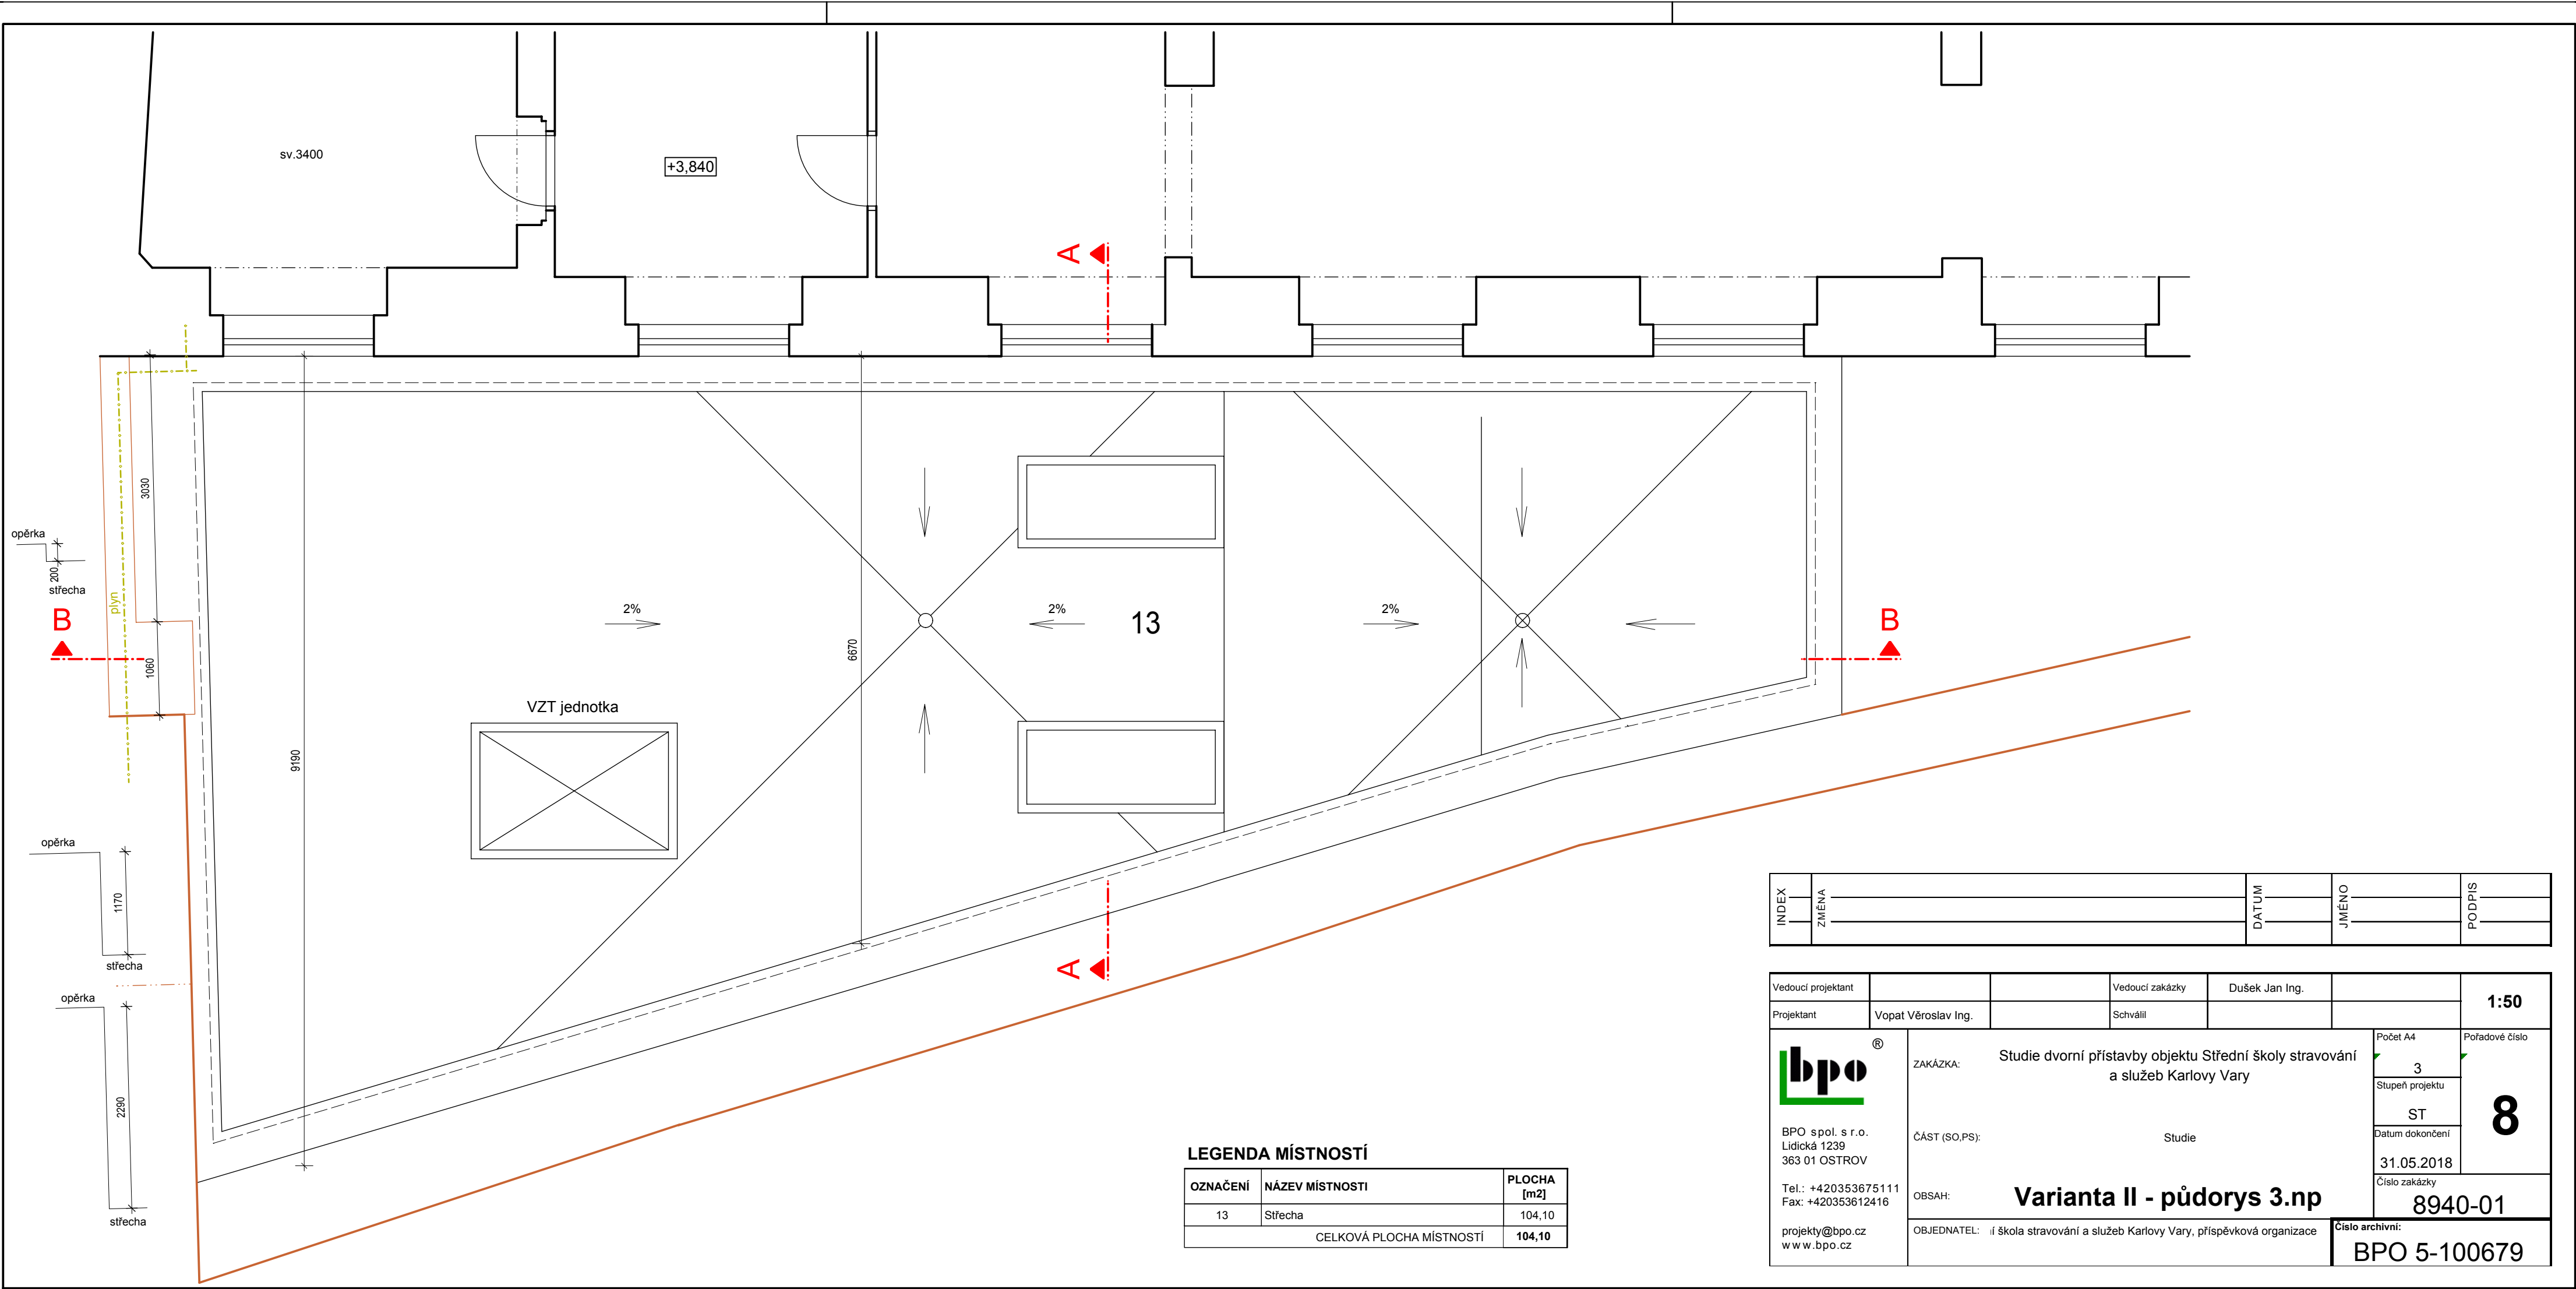 sv.3400
+3,840
A
3030
opěrka
200
střecha
plyn
B
1060
2%
6670
2%
13
2%
B
VZT jednotka
9190
opěrka
1170
střecha
A
opěrka
2290
střecha
LEGENDA MÍSTNOSTÍ
OZNAČENÍ NÁZEV MÍSTNOSTI PLOCHA [m2]
13 Střecha 104,10
CELKOVÁ PLOCHA MÍSTNOSTÍ 104,10
INDEX ZMĚNA DATUM JMÉNO PODPIS
Vedoucí projektant Vedoucí zakázky Dušek Jan Ing. 1:50
Projektant Vopat Věroslav Ing. Schválil
bpo ®
BPO spol. s r.o.
Lidická 1239
363 01 OSTROV
Tel.: +420353675111
Fax: +420353612416
projekty@bpo.cz
www.bpo.cz
ZAKÁZKA: Studie dvorní přístavby objektu Střední školy stravování
a služeb Karlovy Vary
ČÁST (SO,PS): Studie
OBSAH: Varianta II - půdorys 3.np
OBJEDNATEL: í škola stravování a služeb Karlovy Vary, příspěvková organizace
Počet A4
3
Stupeň projektu
ST
Datum dokončení
31.05.2018
Pořadové číslo
8
Číslo zakázky
8940-01
Číslo archivní:
BPO 5-100679